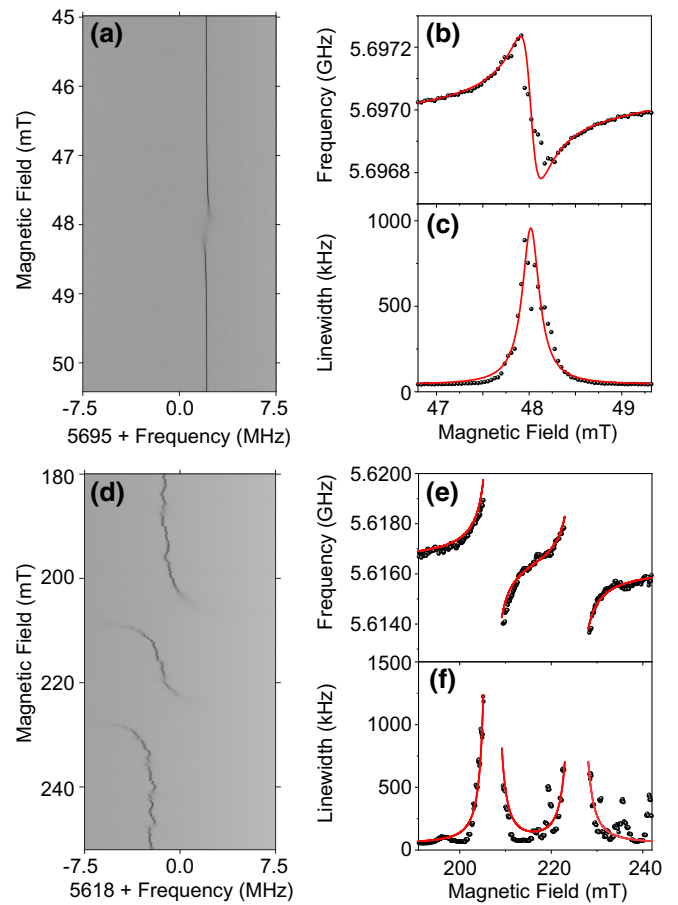 (a)
45
46
47
48
49
50
Magnetic Field (mT)
-7.5 0.0 7.5
5695 + Frequency (MHz)
(b)
5.6972
5.6970
5.6968
Frequency (GHz)
(c)
1000
500
0
Linewidth (kHz)
47 48 49
Magnetic Field (mT)
(d)
180
200
220
240
Magnetic Field (mT)
-7.5 0.0 7.5
5618 + Frequency (MHz)
(e)
5.6200
5.6180
5.6160
5.6140
Frequency (GHz)
(f)
1500
1000
500
0
Linewidth (kHz)
200 220 240
Magnetic Field (mT)